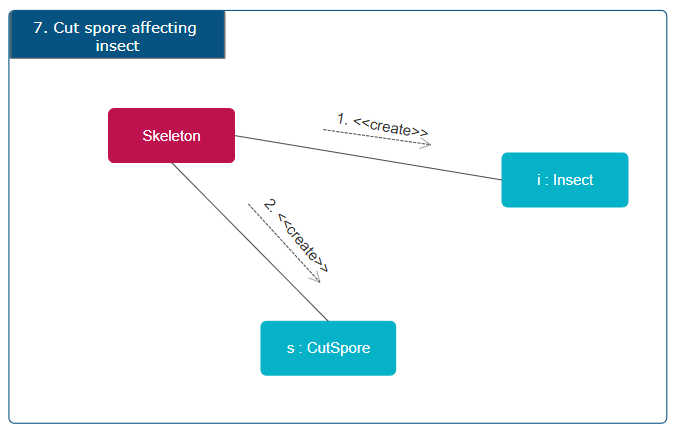 7. Cut spore affecting
insect
Skeleton
1. <<create>>
i : Insect
2. <<create>>
s : CutSpore